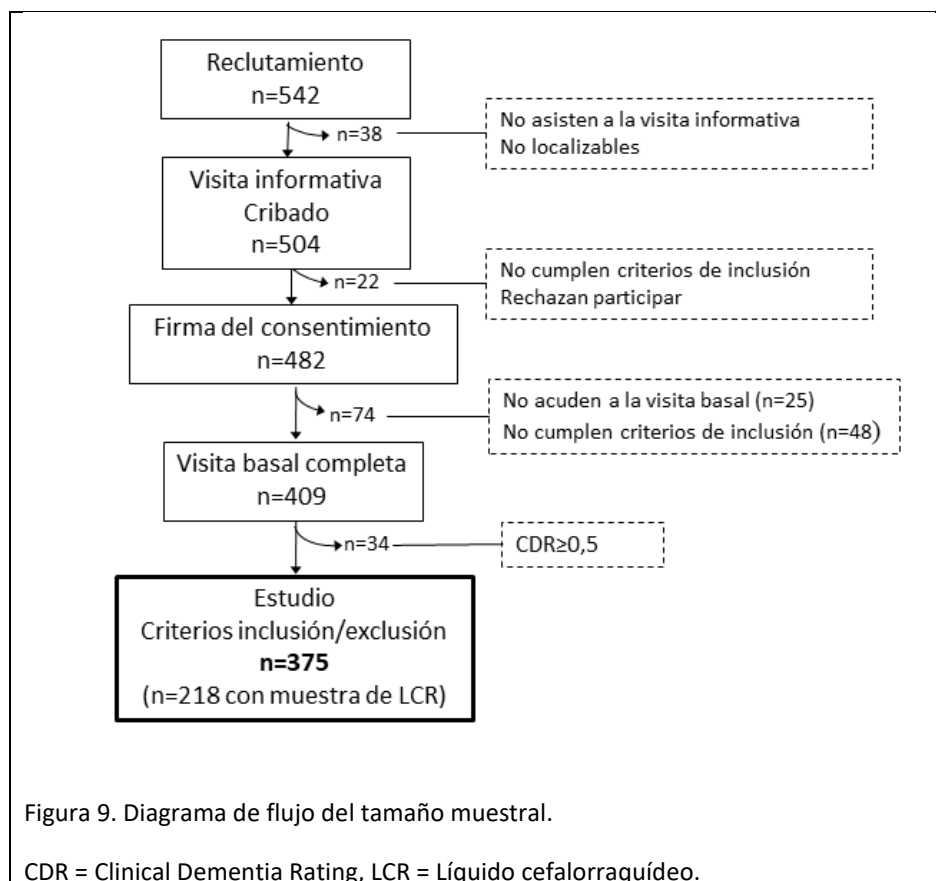 Reclutamiento
n=542
n=38
No asisten a la visita informativa
No localizables
Visita informativa
Cribado
n=504
n=22
No cumplen criterios de inclusión
Rechazan participar
Firma del consentimiento
n=482
n=74
No acuden a la visita basal (n=25)
No cumplen criterios de inclusión (n=48)
Visita basal completa
n=409
n=34
CDR≥0,5
Estudio
Criterios inclusión/exclusión
n=375
(n=218 con muestra de LCR)
Figura 9. Diagrama de flujo del tamaño muestral.
CDR = Clinical Dementia Rating, LCR = Líquido cefalorraquídeo.